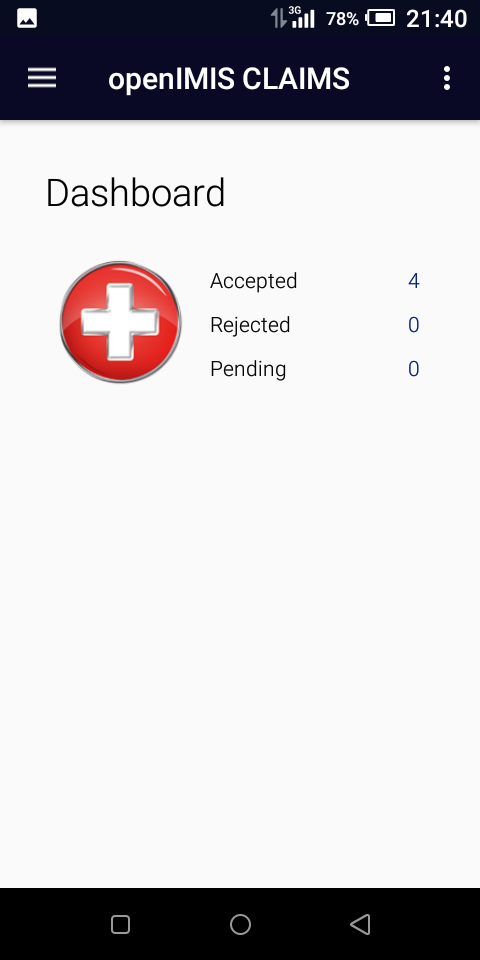 3G 78% 21:40
openIMIS CLAIMS
Dashboard
Accepted 4
Rejected 0
Pending 0